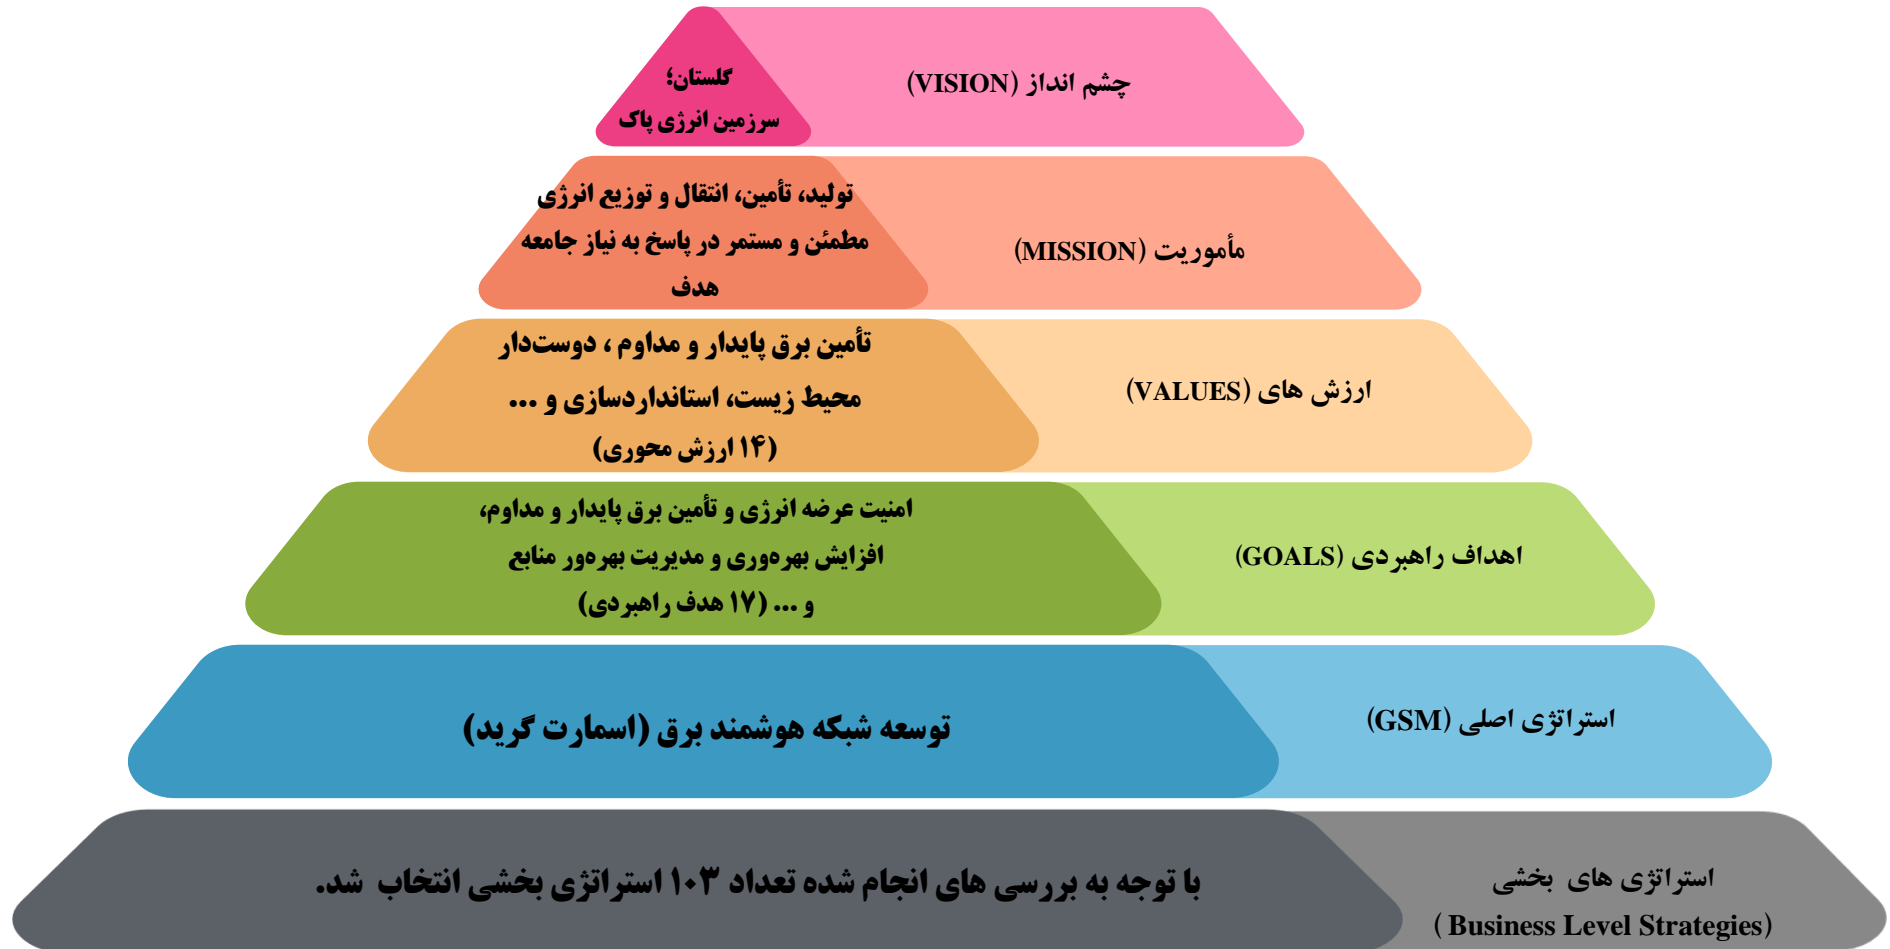 گلستان؛
سرزمین انرژی پاک
چشم انداز (VISION)
تولید، تأمین، انتقال و توزیع انرژی
مطمئن و مستمر در پاسخ به نیاز جامعه
هدف
مأموریت (MISSION)
تأمین برق پایدار و مداوم ، دوست‌دار
محیط زیست، استانداردسازی و ...
(۱۴ ارزش محوری)
ارزش های (VALUES)
امنیت عرضه انرژی و تأمین برق پایدار و مداوم،
افزایش بهره‌وری و مدیریت بهره‌ور منابع
و ... (۱۷ هدف راهبردی)
اهداف راهبردی (GOALS)
توسعه شبکه هوشمند برق (اسمارت گرید)
استراتژی اصلی (GSM)
با توجه به بررسی های انجام شده تعداد ۱۰۳ استراتژی بخشی انتخاب شد.
استراتژی های بخشی
(Business Level Strategies)